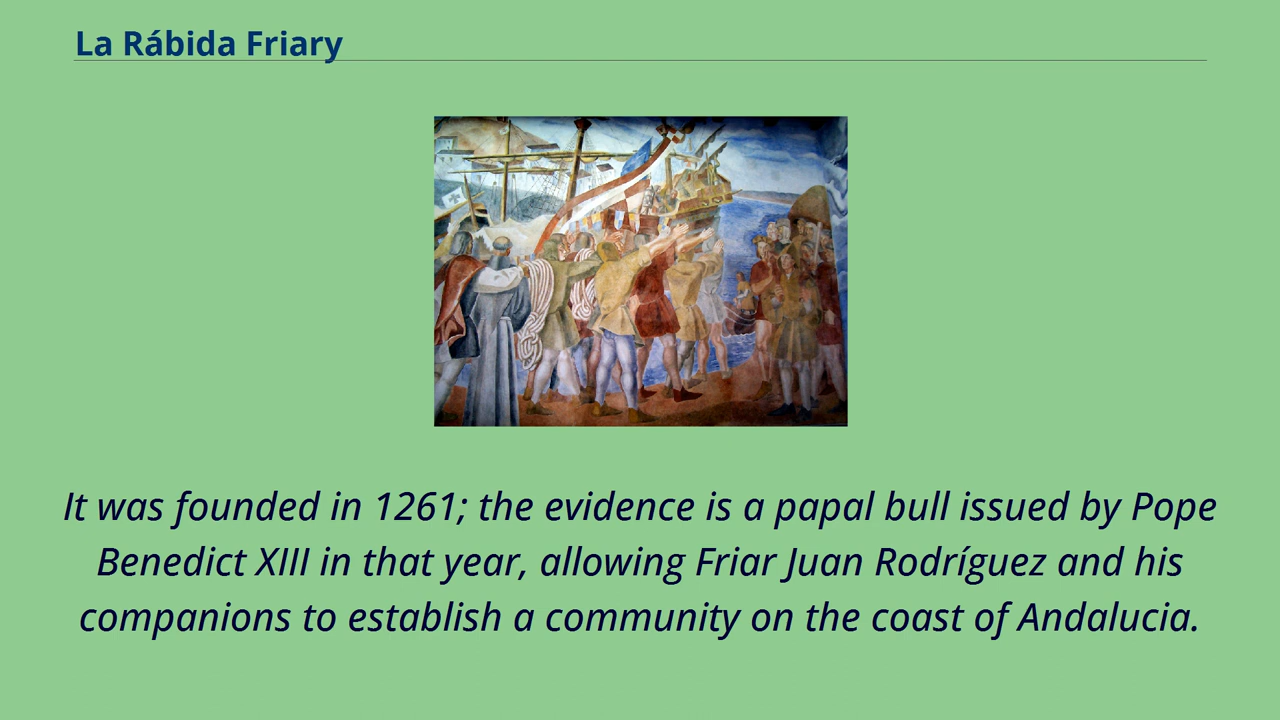 La Rábida Friary
It was founded in 1261; the evidence is a papal bull issued by Pope
Benedict XIII in that year, allowing Friar Juan Rodríguez and his
companions to establish a community on the coast of Andalucia.